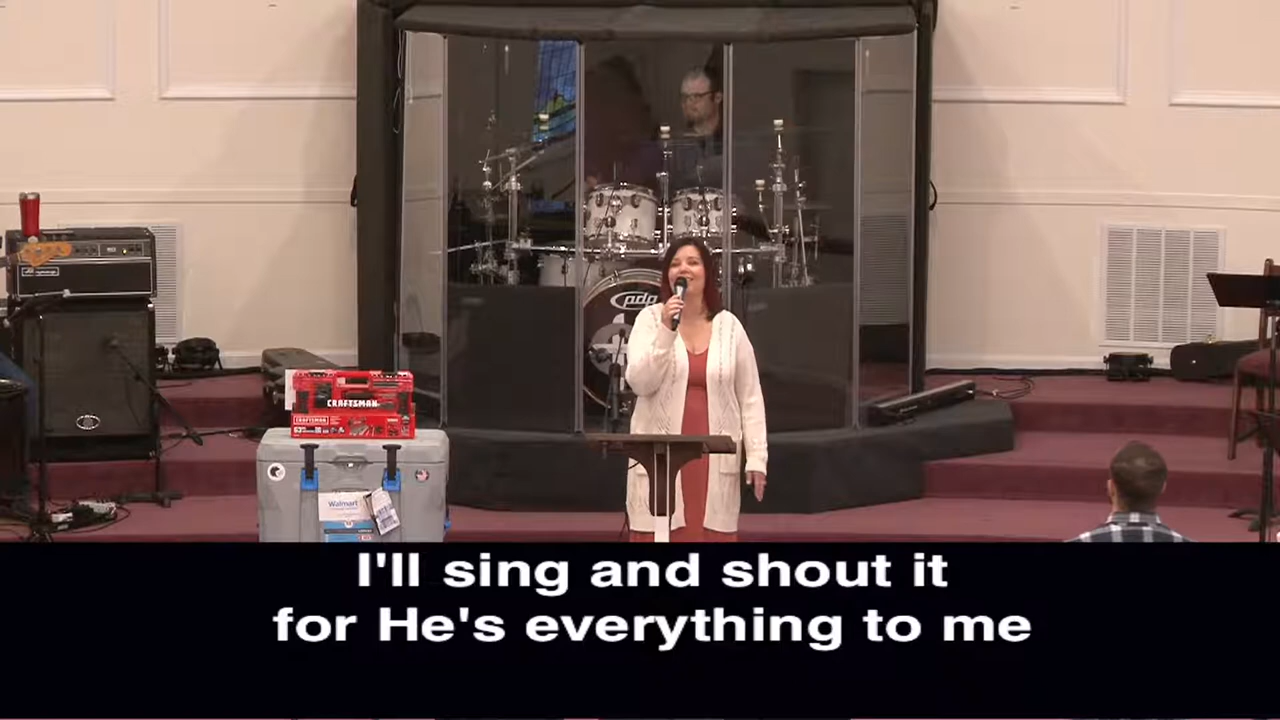 pdp
CRAFTSMAN
CRAFTSMAN
Walmart
I'll sing and shout it
for He's everything to me